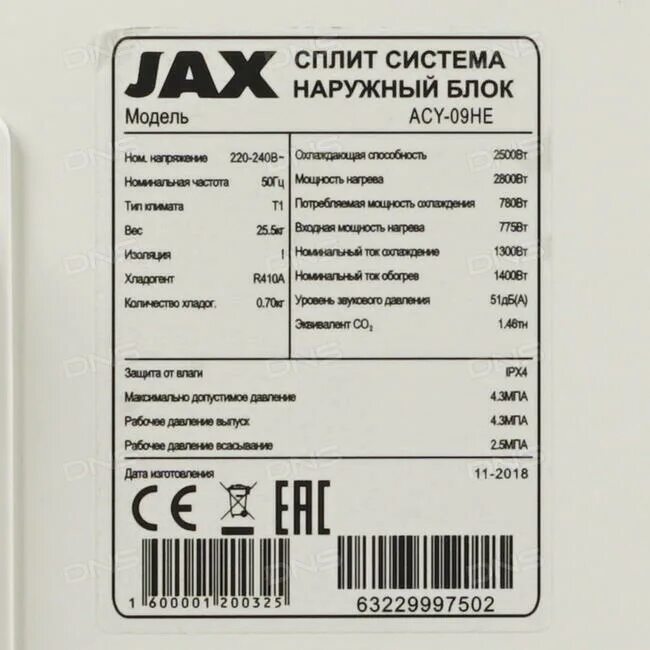 JAX СПЛИТ СИСТЕМА
НАРУЖНЫЙ БЛОК
Модель ACY-09HE
Ном. напряжение 220-240В~
Номинальная частота 50Гц
Тип климата T1
Вес 25.5кг
Изоляция I
Хладогент R410A
Количество хладог. 0.70кг
Охлаждающая способность 2500Вт
Мощность нагрева 2800Вт
Потребляемая мощность охлаждения 780Вт
Входная мощность нагрева 775Вт
Номинальный ток охлаждение 1300Вт
Номинальный ток обогрев 1400Вт
Уровень звукового давления 51дБ(А)
Эквивалент CO₂ 1.46тн
Защита от влаги IPX4
Максимально допустимое давление 4.3МПА
Рабочее давление выпуск 4.3МПА
Рабочее давление всасывание 2.5МПА
Дата изготовления 11-2018
CE EAC
1 600001 200325
63229997502
DNS